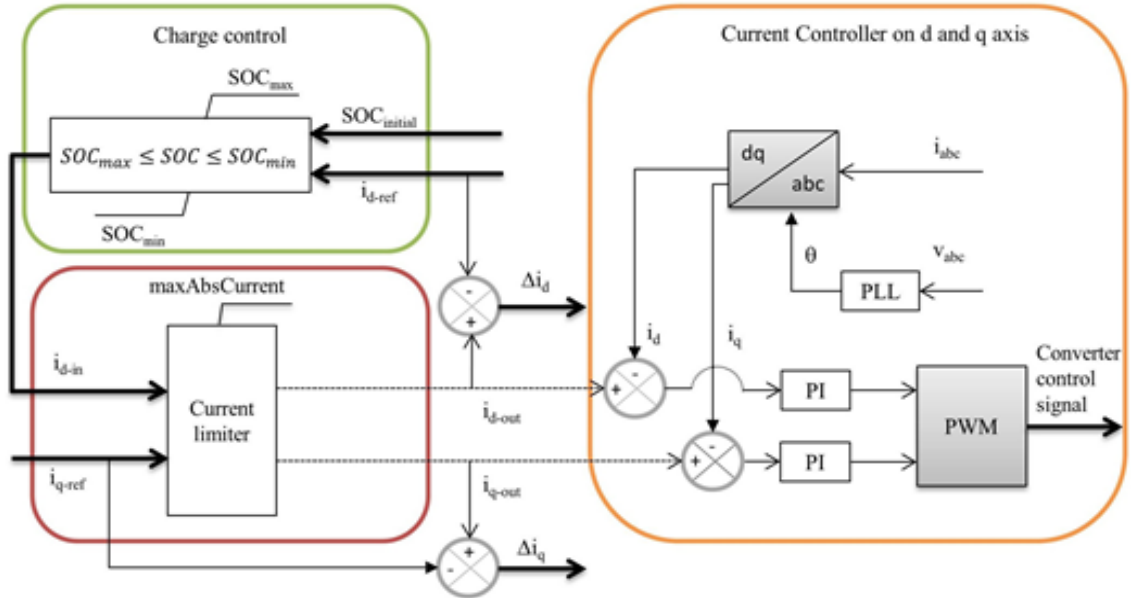 Charge control
SOCmax
SOCinitial
𝑆𝑂𝐶𝑚𝑎𝑥 ≤ 𝑆𝑂𝐶 ≤ 𝑆𝑂𝐶𝑚𝑖𝑛
id-ref
SOCmin
maxAbsCurrent
id-in
Current
limiter
iq-ref
id-out
iq-out
-
+
Δid
+
-
Δiq
Current Controller on d and q axis
dq
abc
iabc
θ
vabc
PLL
id
iq
-
+
-
+
PI
PI
PWM
Converter
control
signal